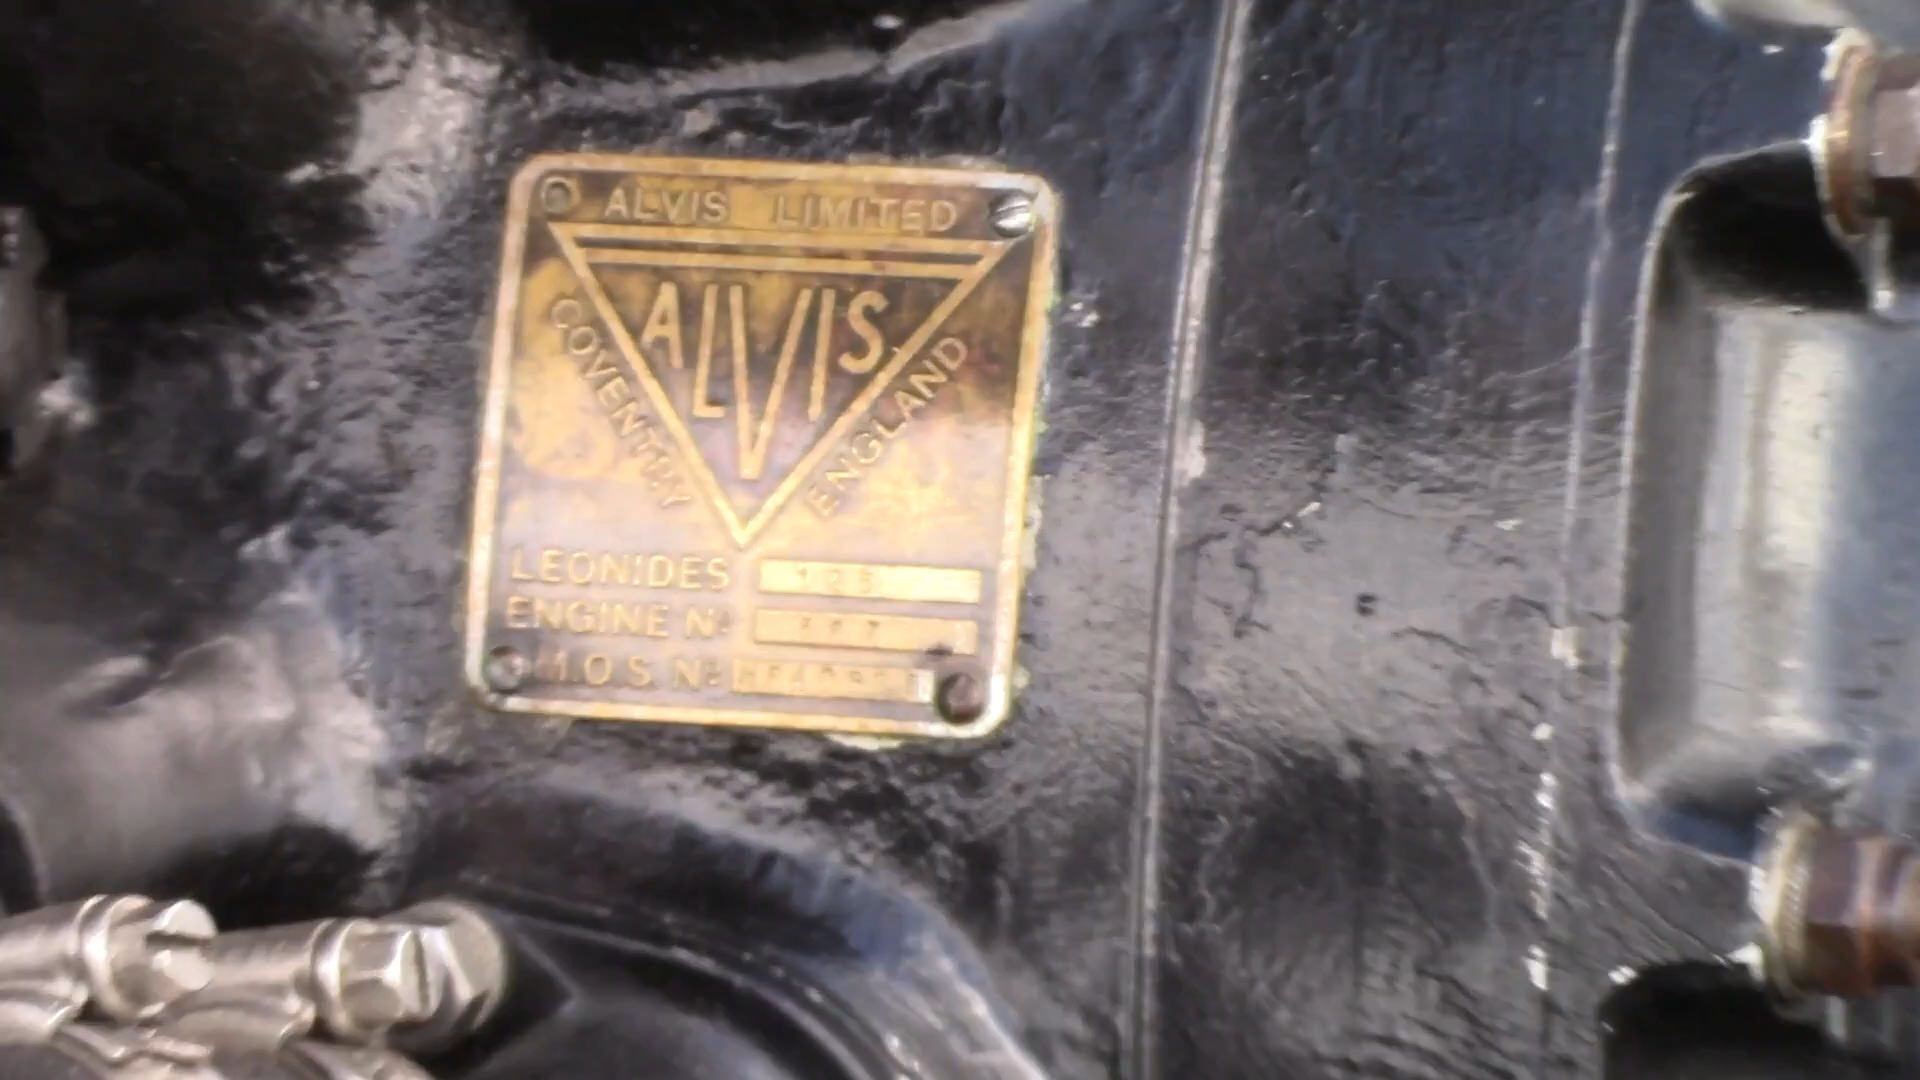 ALVIS LIMITED
ALVIS
COVENTRY
ENGLAND
LEONIDES
ENGINE Nº
M.O.S. Nº